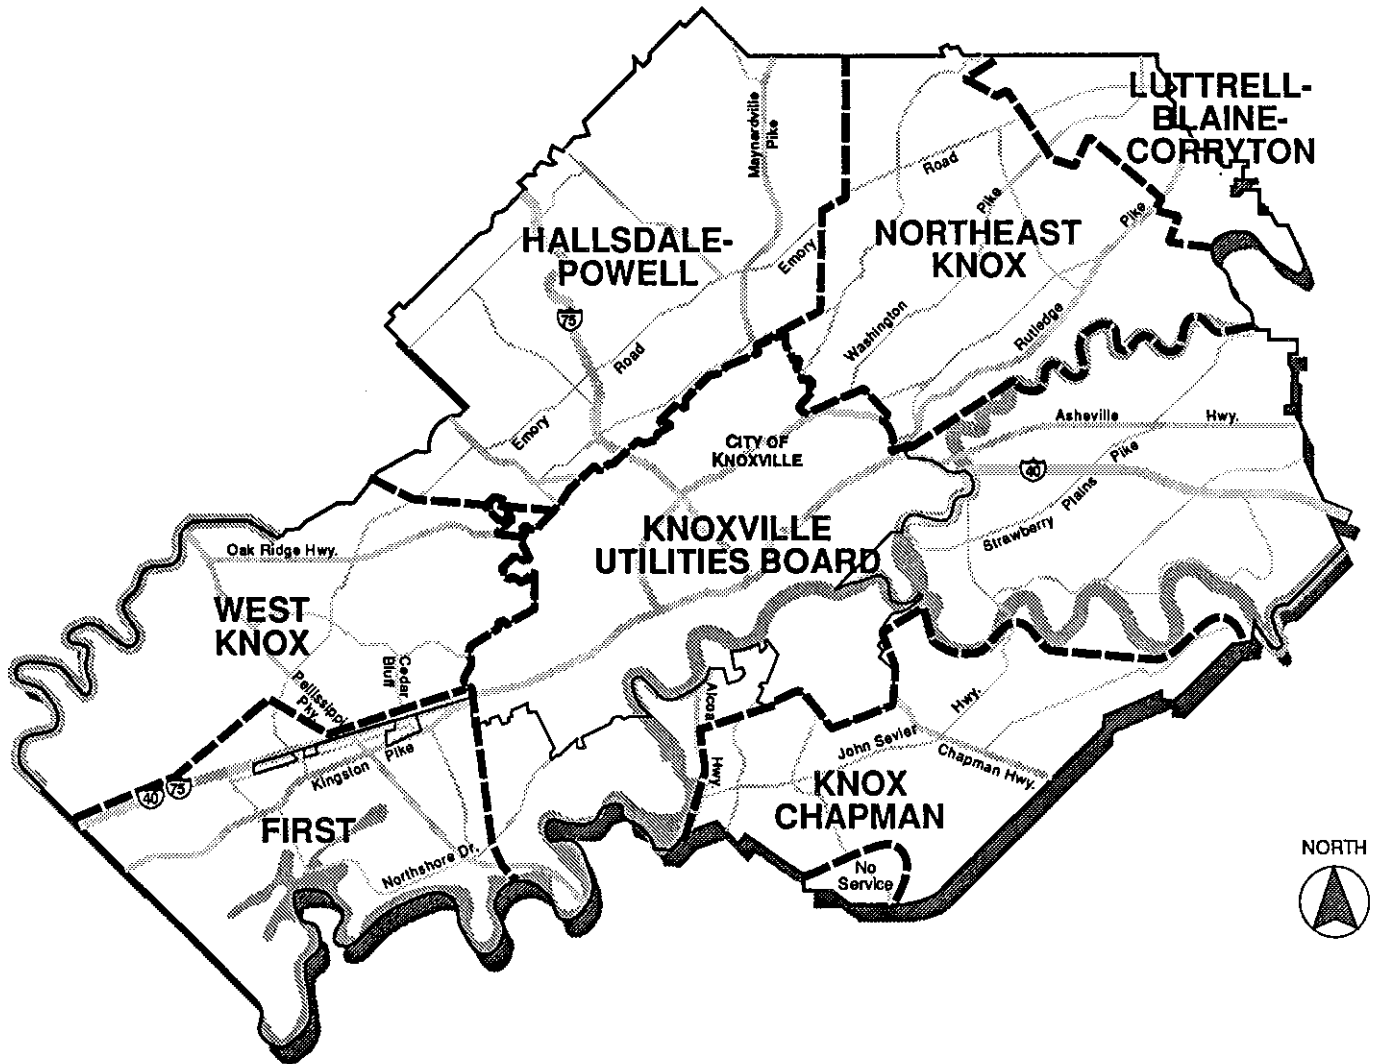 LUTTRELL-
BLAINE-
CORRYTON
Maynardville
Pike
Road
Pike
Pike
HALLSDALE-
POWELL
NORTHEAST
KNOX
Emory
75
Washington
Rutledge
Road
Emory
Asheville
Hwy.
CITY OF
KNOXVILLE
Pike
40
Plains
Strawberry
KNOXVILLE
UTILITIES BOARD
Oak Ridge Hwy.
WEST
KNOX
Cedar
Bluff
Pellissippi
Pky.
Alcoa
Hwy.
Hwy.
John Sevier
Chapman Hwy.
Kingston
Pike
40
75
KNOX
CHAPMAN
FIRST
Northshore Dr.
No
Service
NORTH